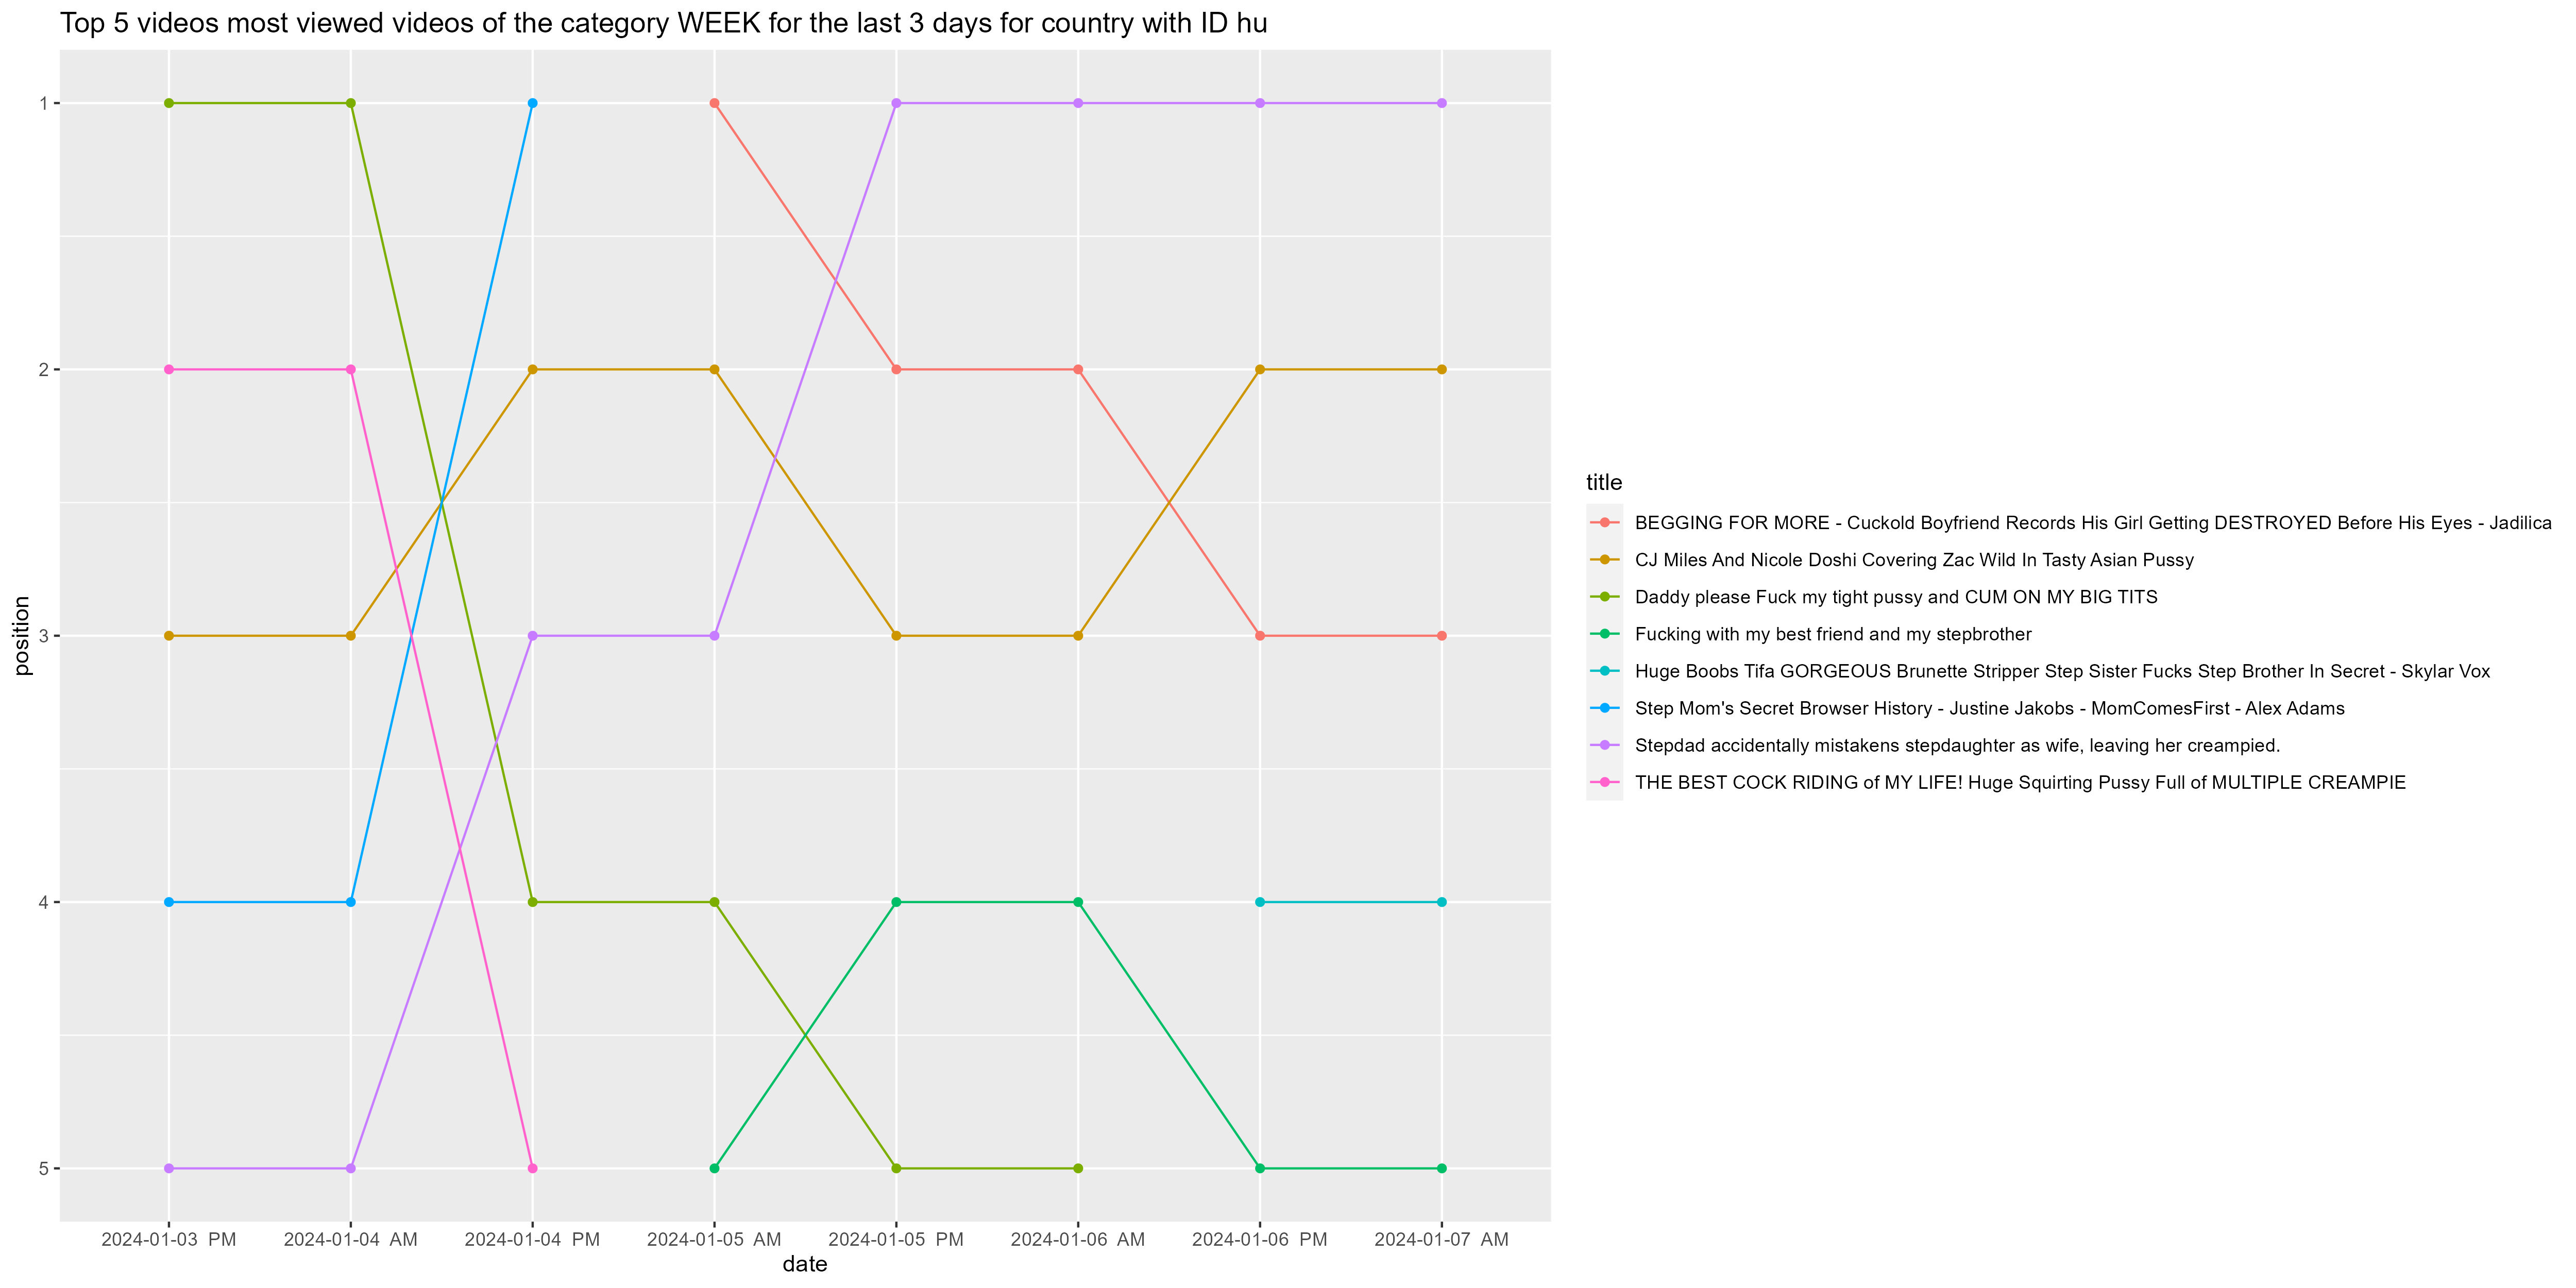 Top 5 videos most viewed videos of the category WEEK for the last 3 days for country with ID hu
1
2
3
4
5
position
2024-01-03 PM
2024-01-04 AM
2024-01-04 PM
2024-01-05 AM
2024-01-05 PM
2024-01-06 AM
2024-01-06 PM
2024-01-07 AM
date
title
BEGGING FOR MORE - Cuckold Boyfriend Records His Girl Getting DESTROYED Before His Eyes - Jadilica
CJ Miles And Nicole Doshi Covering Zac Wild In Tasty Asian Pussy
Daddy please Fuck my tight pussy and CUM ON MY BIG TITS
Fucking with my best friend and my stepbrother
Huge Boobs Tifa GORGEOUS Brunette Stripper Step Sister Fucks Step Brother In Secret - Skylar Vox
Step Mom's Secret Browser History - Justine Jakobs - MomComesFirst - Alex Adams
Stepdad accidentally mistakens stepdaughter as wife, leaving her creampied.
THE BEST COCK RIDING of MY LIFE! Huge Squirting Pussy Full of MULTIPLE CREAMPIE